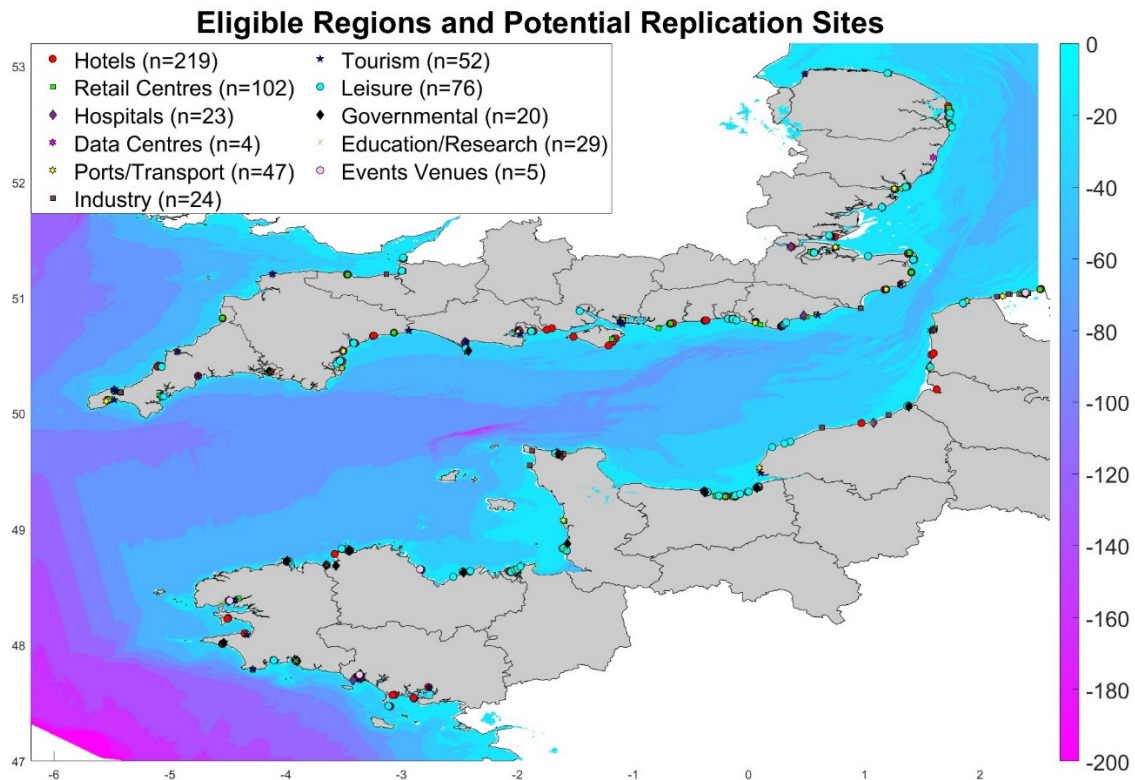 Eligible Regions and Potential Replication Sites
Hotels (n=219)
Retail Centres (n=102)
Hospitals (n=23)
Data Centres (n=4)
Ports/Transport (n=47)
Industry (n=24)
Tourism (n=52)
Leisure (n=76)
Governmental (n=20)
Education/Research (n=29)
Events Venues (n=5)
53
52
51
50
49
48
47
-6
-5
-4
-3
-2
-1
0
1
2
0
-20
-40
-60
-80
-100
-120
-140
-160
-180
-200